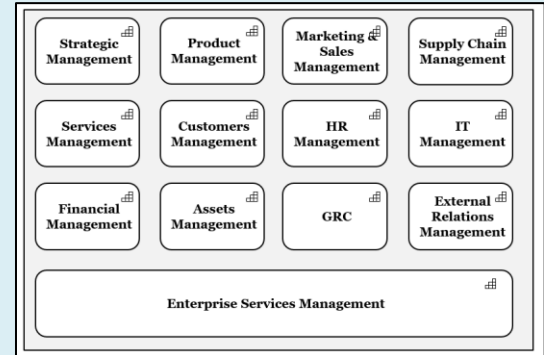 Strategic
Management
Product
Management
Marketing &
Sales
Management
Supply Chain
Management
Services
Management
Customers
Management
HR
Management
IT
Management
Financial
Management
Assets
Management
GRC
External
Relations
Management
Enterprise Services Management